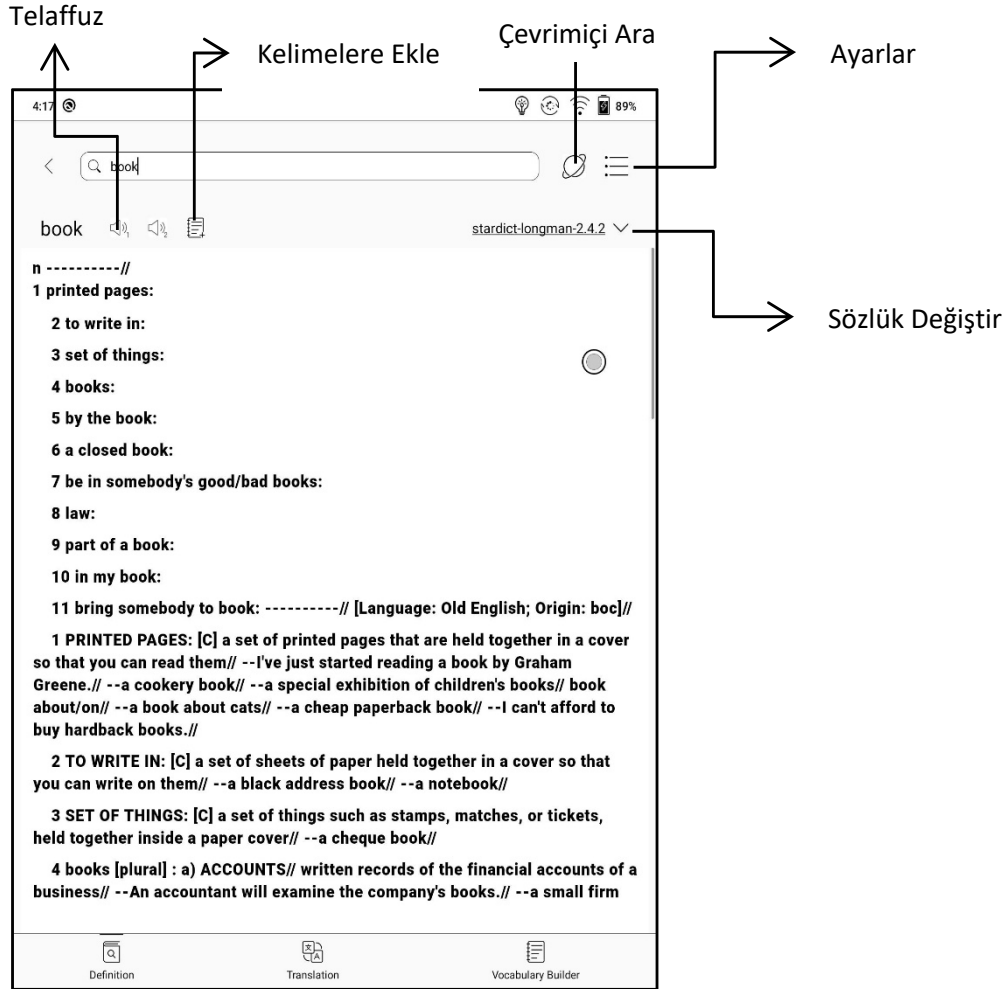 Telaffuz
Kelimelere Ekle
Çevrimiçi Ara
Ayarlar
4:17
89%
book
book
stardict-longman-2.4.2
Sözlük Değiştir
n ----------//
1 printed pages:
2 to write in:
3 set of things:
4 books:
5 by the book:
6 a closed book:
7 be in somebody's good/bad books:
8 law:
9 part of a book:
10 in my book:
11 bring somebody to book: ----------// [Language: Old English; Origin: boc]//
1 PRINTED PAGES: [C] a set of printed pages that are held together in a cover
so that you can read them// --I've just started reading a book by Graham
Greene.// --a cookery book// --a special exhibition of children's books// book
about/on// --a book about cats// --a cheap paperback book// --I can't afford to
buy hardback books.//
2 TO WRITE IN: [C] a set of sheets of paper held together in a cover so that
you can write on them// --a black address book// --a notebook//
3 SET OF THINGS: [C] a set of things such as stamps, matches, or tickets,
held together inside a paper cover// --a cheque book//
4 books [plural] : a) ACCOUNTS// written records of the financial accounts of a
business// --An accountant will examine the company's books.// --a small firm
Definition
Translation
Vocabulary Builder